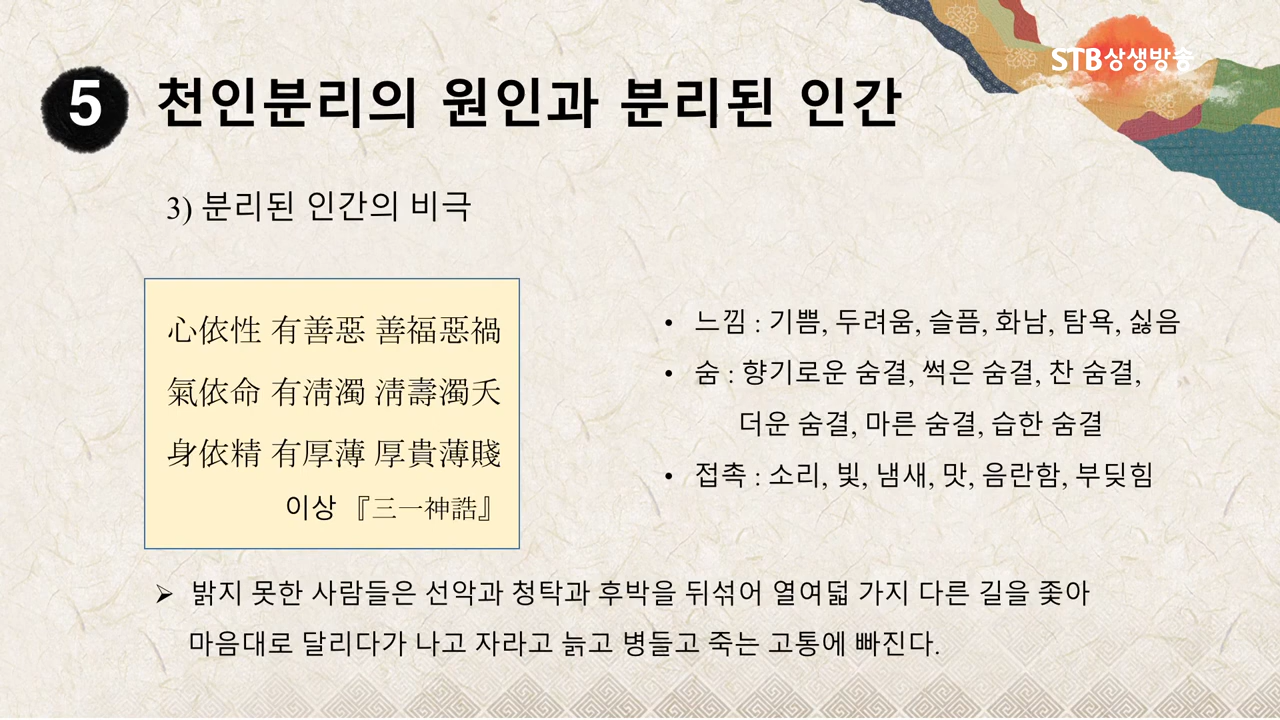 STB상생방송
5 천인분리의 원인과 분리된 인간
3) 분리된 인간의 비극
心依性 有善惡 善福惡禍
氣依命 有淸濁 淸壽濁夭
身依精 有厚薄 厚貴薄賤
이상 『三一神誥』
• 느낌 : 기쁨, 두려움, 슬픔, 화남, 탐욕, 싫음
• 숨 : 향기로운 숨결, 썩은 숨결, 찬 숨결,
더운 숨결, 마른 숨결, 습한 숨결
• 접촉 : 소리, 빛, 냄새, 맛, 음란함, 부딪힘
➢ 밝지 못한 사람들은 선악과 청탁과 후박을 뒤섞어 열여덟 가지 다른 길을 좇아
마음대로 달리다가 나고 자라고 늙고 병들고 죽는 고통에 빠진다.